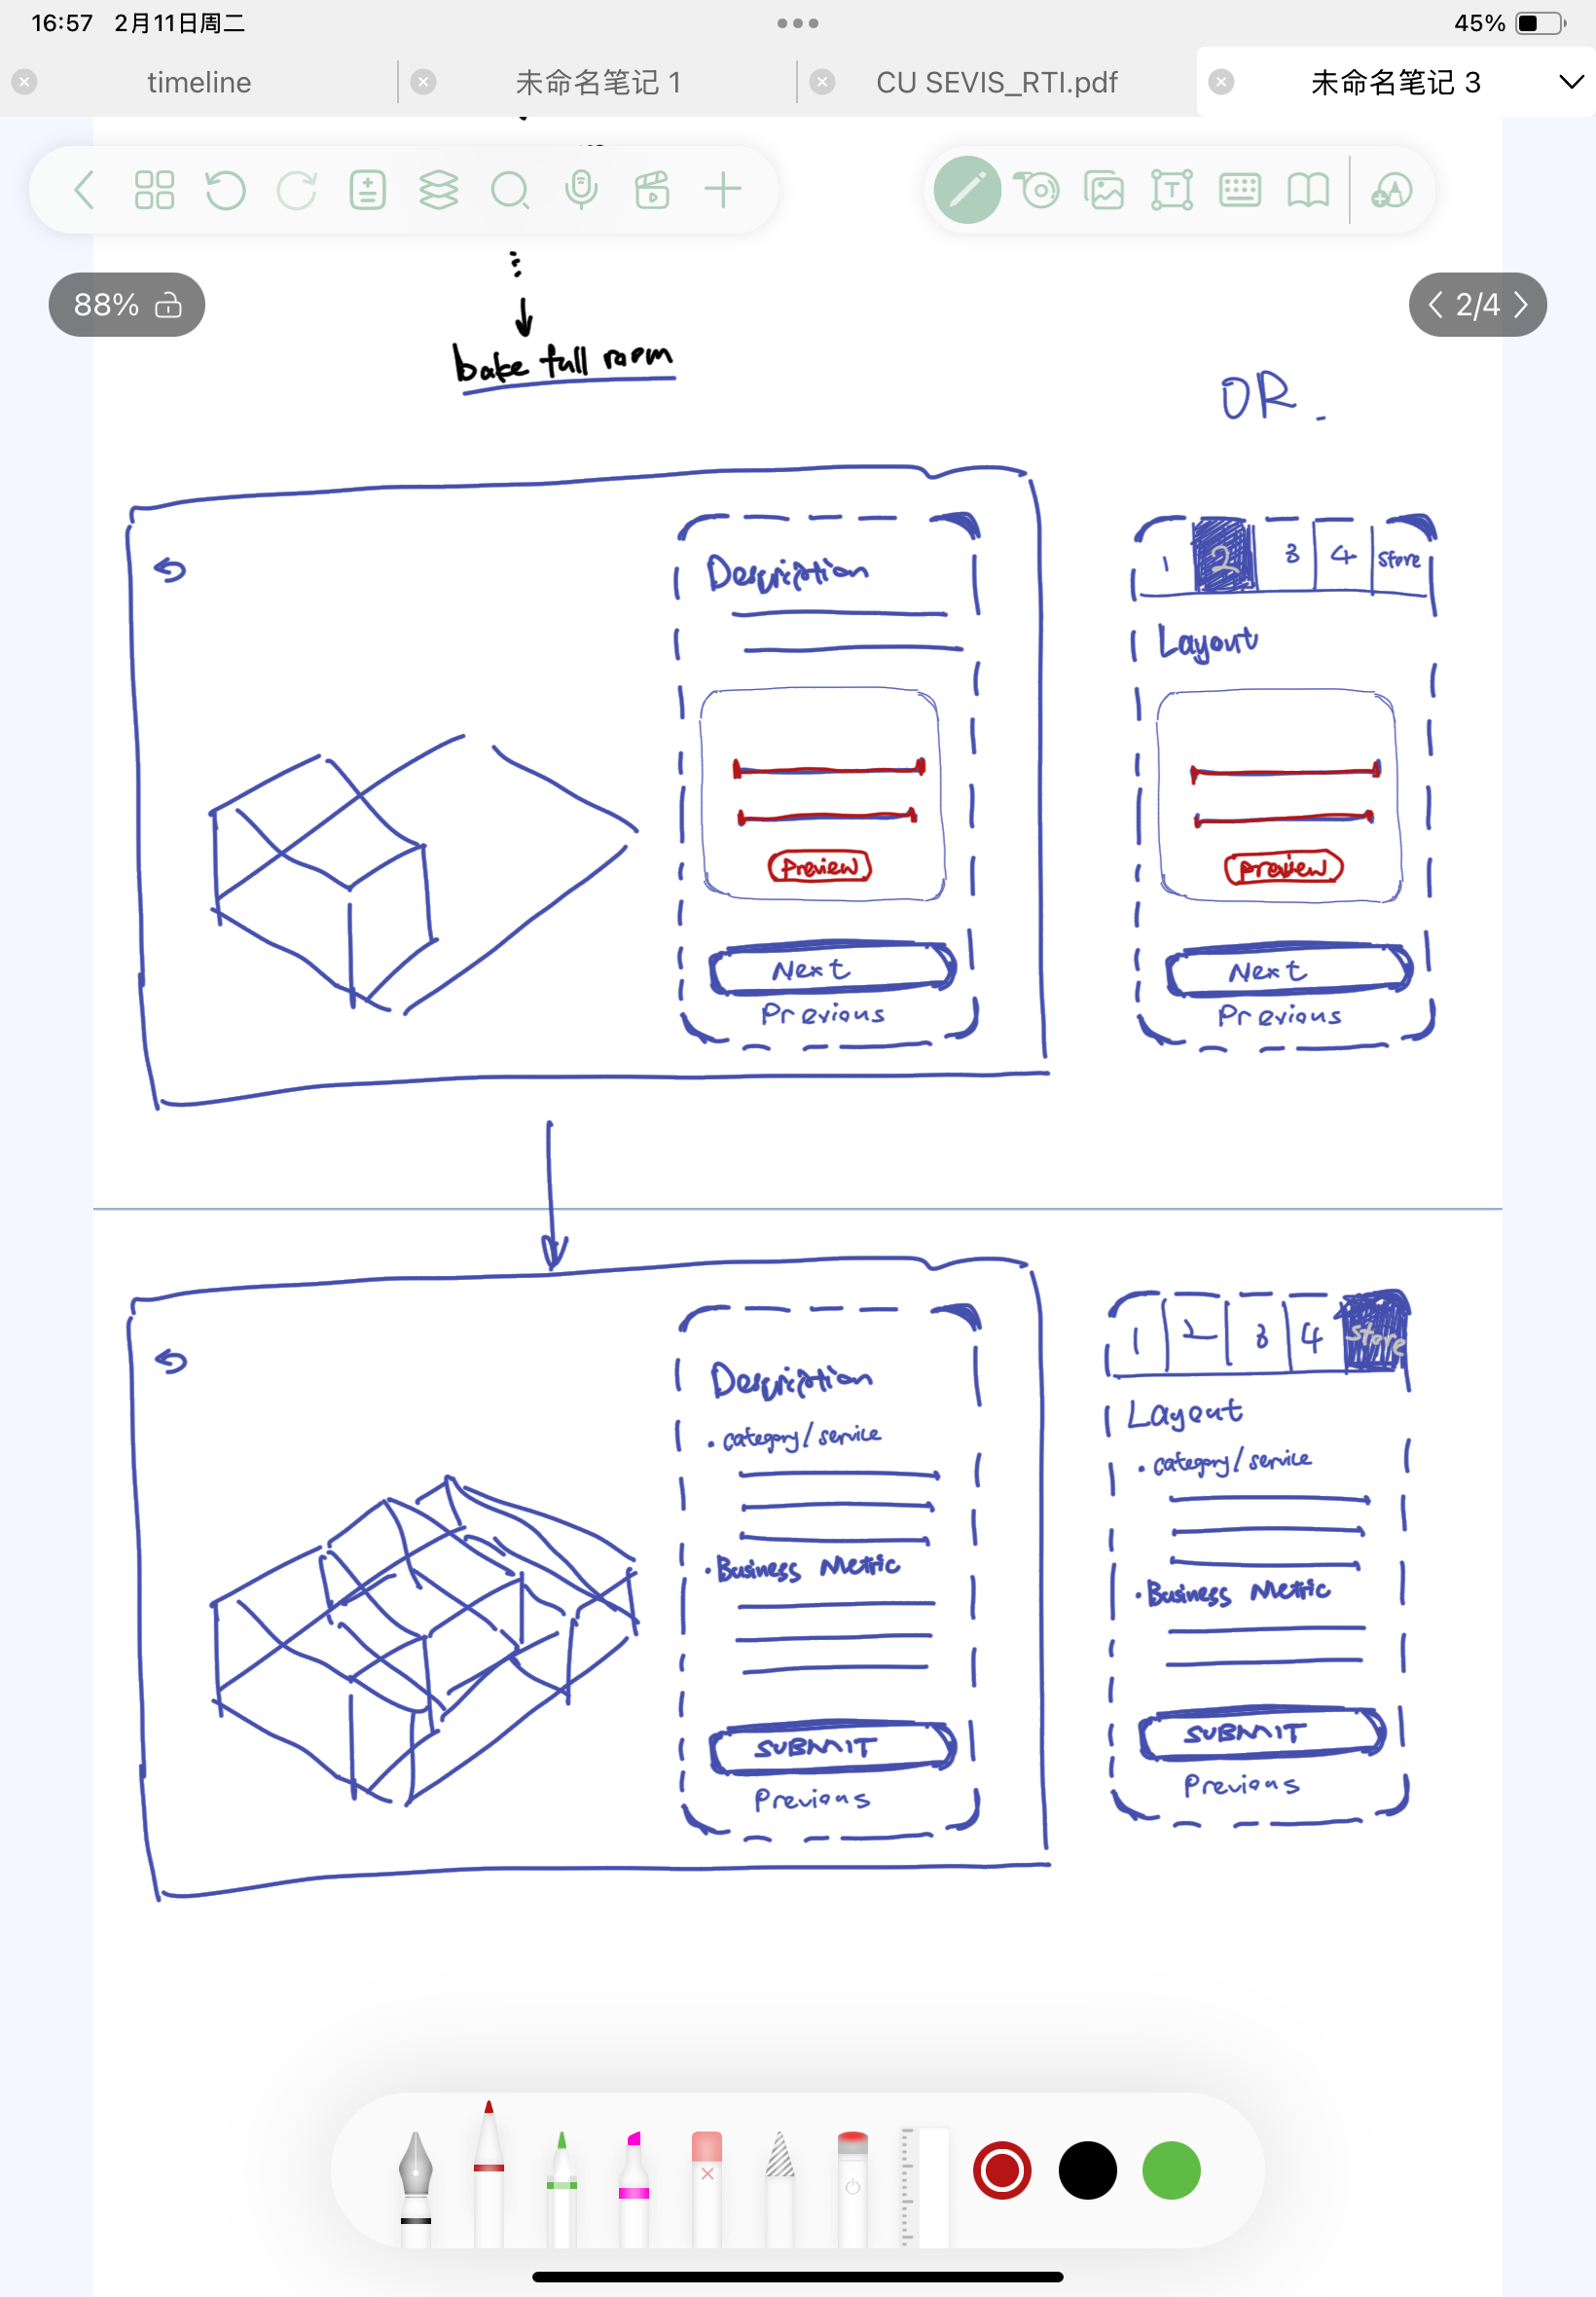 16:57 2月11日周二
45%
timeline
未命名笔记 1
CU SEVIS_RTI.pdf
未命名笔记 3
88%
2/4
bake full room
OR.
Description
Preview
Next
Previous
1 2 3 4 store
Layout
Preview
Next
Previous
Description
• category/service
• Business Metric
SUBMIT
Previous
1 2 3 4 store
Layout
• category/service
• Business Metric
SUBMIT
Previous